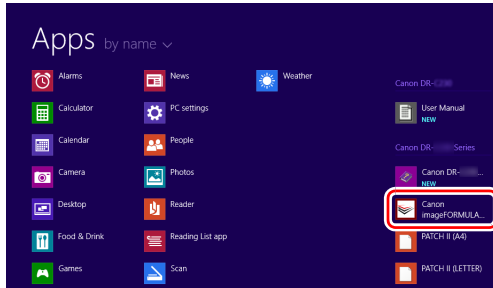 Apps by name
Alarms
Calculator
Calendar
Camera
Desktop
Food & Drink
Games
News
PC settings
People
Photos
Reader
Reading List app
Scan
Weather
Canon DR-
User Manual
NEW
Canon DR- Series
Canon DR- ...
NEW
Canon
imageFORMULA...
PATCH II (A4)
PATCH II (LETTER)